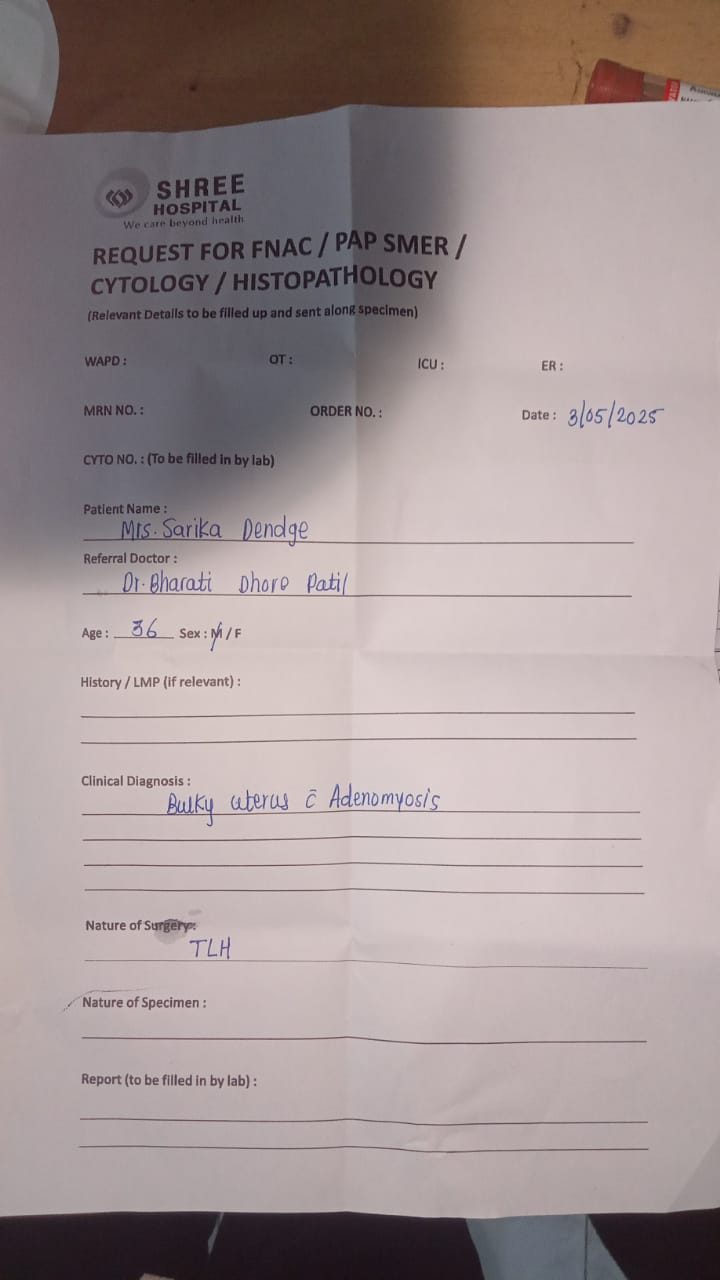 SHREE
HOSPITAL
We care beyond health
REQUEST FOR FNAC / PAP SMER /
CYTOLOGY / HISTOPATHOLOGY
(Relevant Details to be filled up and sent along specimen)
WAPD : OT : ICU : ER :
MRN NO. : ORDER NO. : Date : 3/05/2025
CYTO NO. : (To be filled in by lab)
Patient Name :
Mrs. Sarika Dendge
Referral Doctor :
Dr. Bharati Dhore Patil
Age : 36 Sex : M / F
History / LMP (if relevant) :
Clinical Diagnosis :
Bulky uterus c̄ Adenomyosis
Nature of Surgery :
TLH
Nature of Specimen :
Report (to be filled in by lab) :